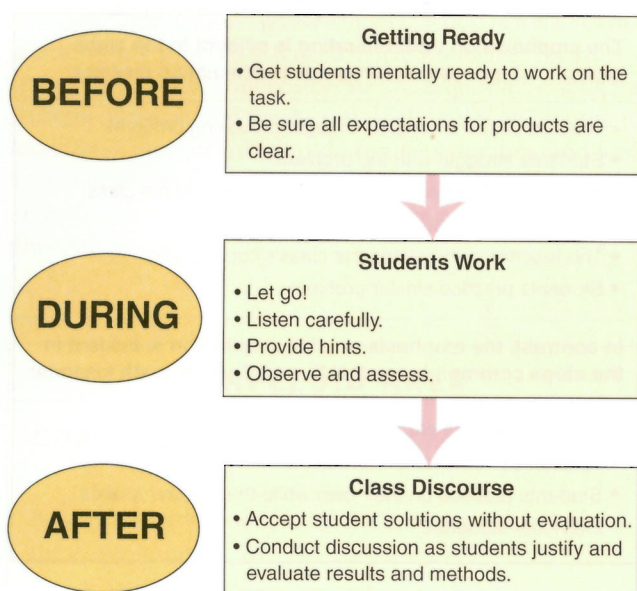 BEFORE
Getting Ready
• Get students mentally ready to work on the
task.
• Be sure all expectations for products are
clear.
DURING
Students Work
• Let go!
• Listen carefully.
• Provide hints.
• Observe and assess.
AFTER
Class Discourse
• Accept student solutions without evaluation.
• Conduct discussion as students justify and
evaluate results and methods.